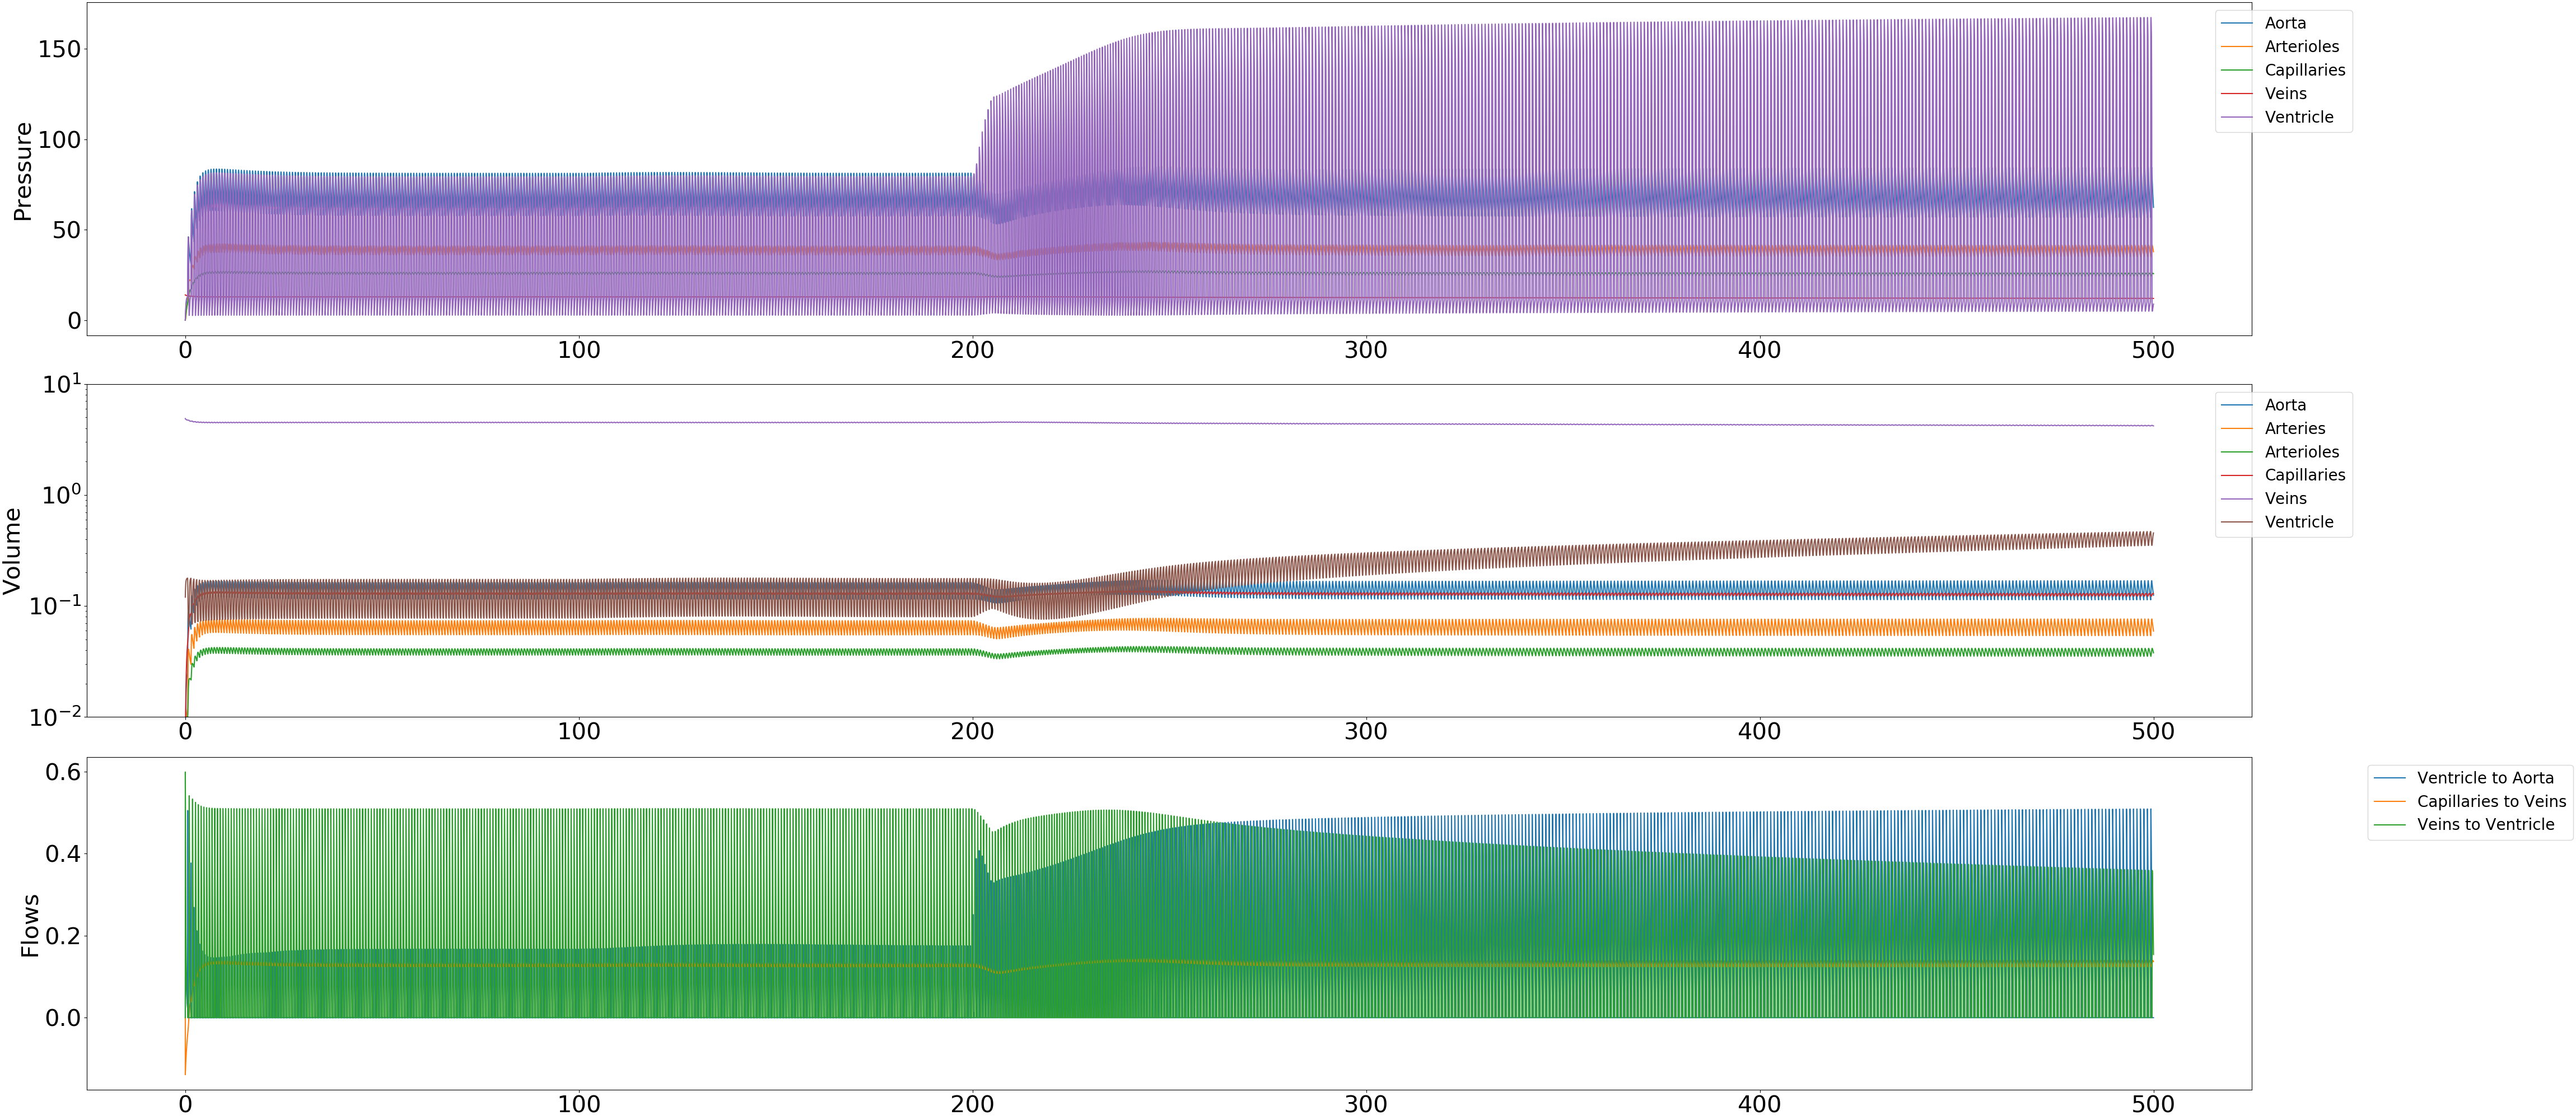 Pressure
150
100
50
0
0 100 200 300 400 500
Aorta
Arterioles
Capillaries
Veins
Ventricle
Volume
10¹
10⁰
10⁻¹
10⁻²
0 100 200 300 400 500
Aorta
Arteries
Arterioles
Capillaries
Veins
Ventricle
Flows
0.6
0.4
0.2
0.0
0 100 200 300 400 500
Ventricle to Aorta
Capillaries to Veins
Veins to Ventricle